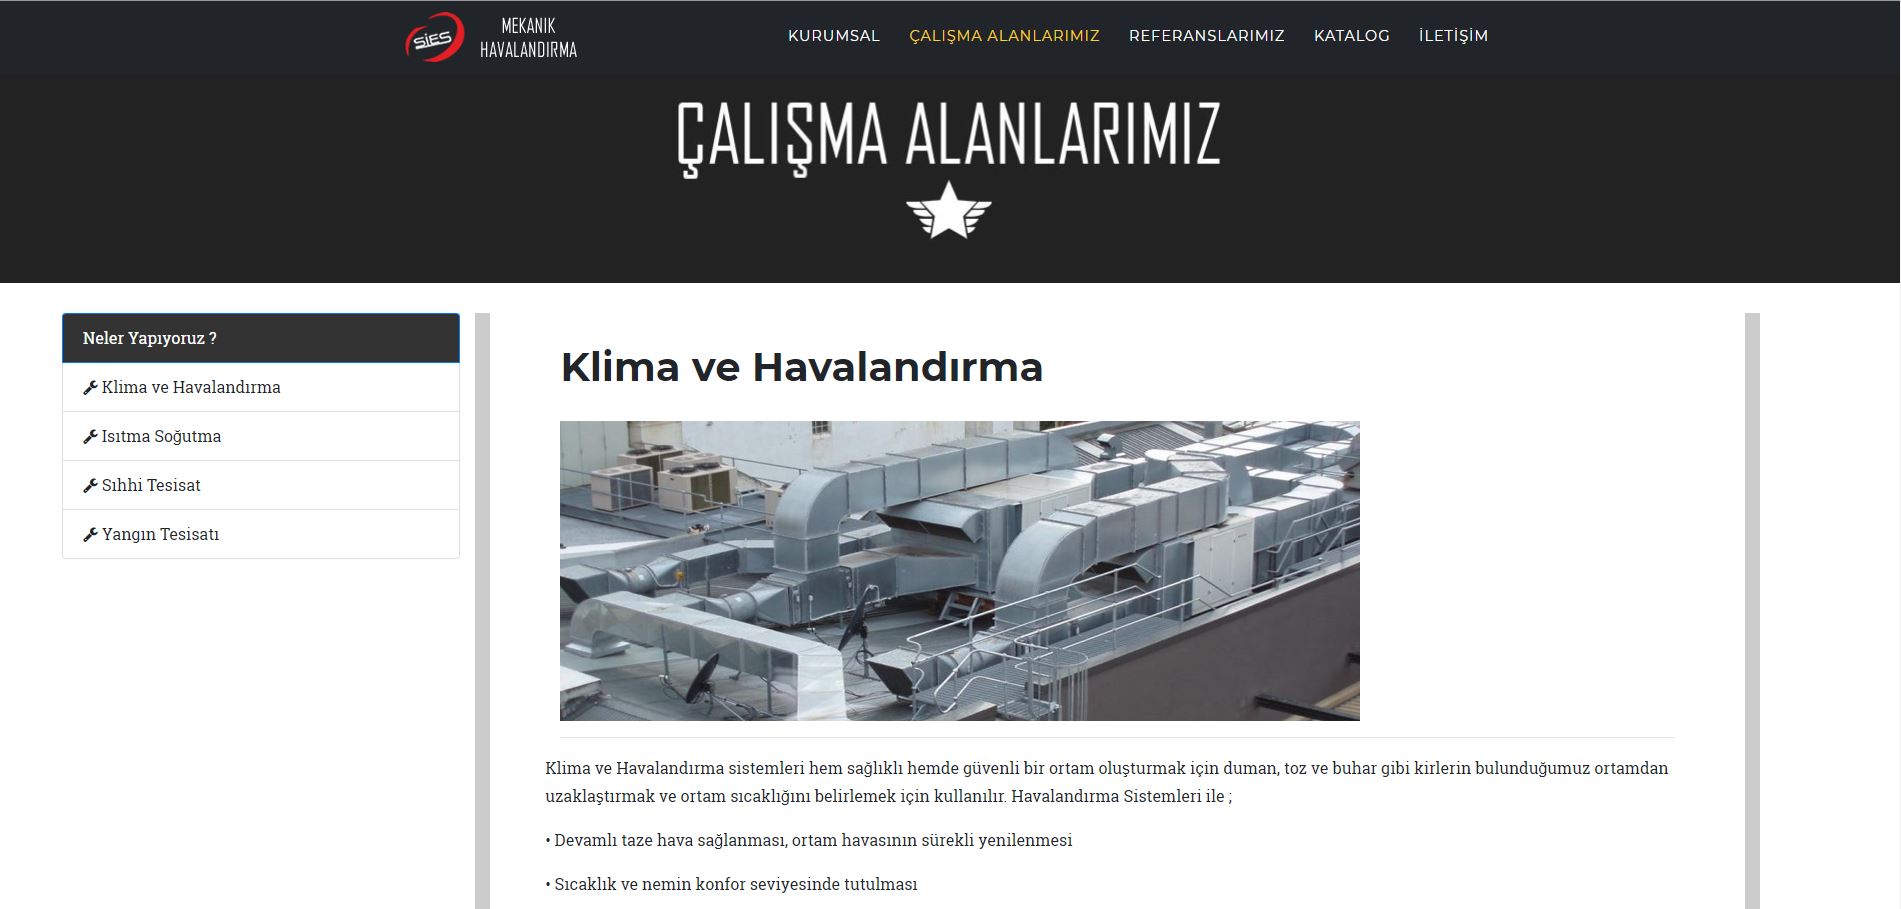 SİES
MEKANIK
HAVALANDIRMA
KURUMSAL
ÇALIŞMA ALANLARIMIZ
REFERANSLARIMIZ
KATALOG
İLETİŞİM
ÇALIŞMA ALANLARIMIZ
Neler Yapıyoruz ?
Klima ve Havalandırma
Isıtma Soğutma
Sıhhi Tesisat
Yangın Tesisatı
Klima ve Havalandırma
Klima ve Havalandırma sistemleri hem sağlıklı hemde güvenli bir ortam oluşturmak için duman, toz ve buhar gibi kirlerin bulunduğumuz ortamdan
uzaklaştırmak ve ortam sıcaklığını belirlemek için kullanılır. Havalandırma Sistemleri ile ;
• Devamlı taze hava sağlanması, ortam havasının sürekli yenilenmesi
• Sıcaklık ve nemin konfor seviyesinde tutulması